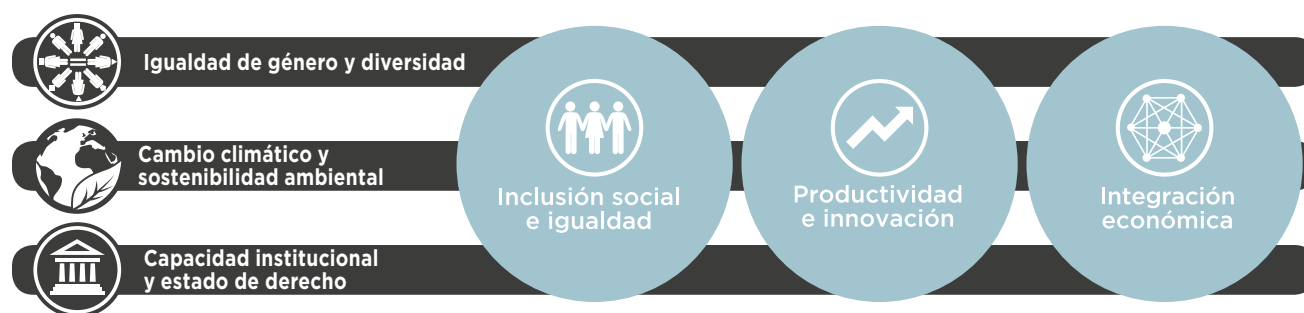 Igualdad de género y diversidad
Cambio climático y
sostenibilidad ambiental
Capacidad institucional
y estado de derecho
Inclusión social
e igualdad
Productividad
e innovación
Integración
económica